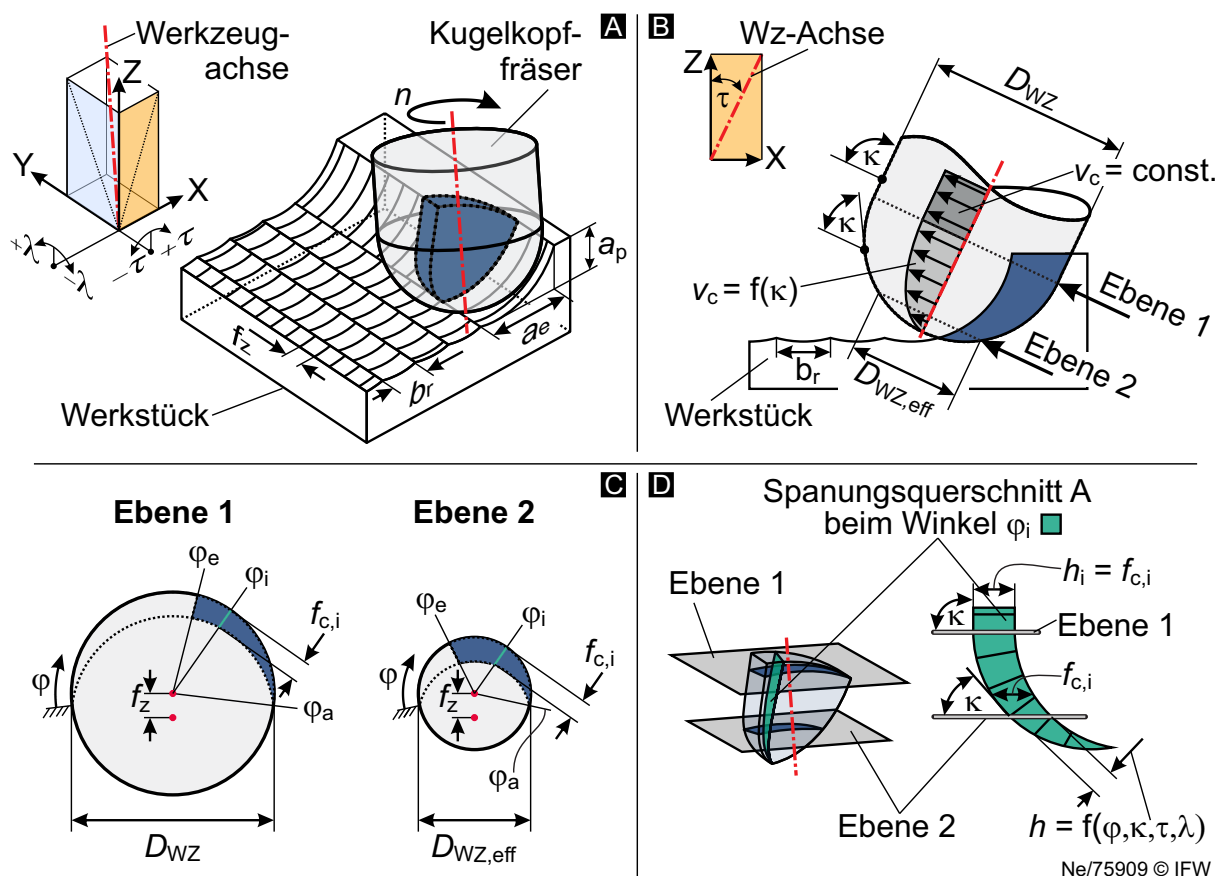 A
Werkzeug-
achse
Kugelkopf-
fräser
Z
n
Y
X
+λ
-λ
-τ
+τ
a_p
a_e
f_z
b_r
Werkstück
B
Wz-Achse
Z
τ
X
D_WZ
κ
κ
v_c = const.
v_c = f(κ)
Ebene 1
Ebene 2
b_r
D_WZ,eff
Werkstück
C
Ebene 1
φ_e
φ_i
f_c,i
φ
f_z
φ_a
D_WZ
Ebene 2
φ_e
φ_i
f_c,i
φ
f_z
φ_a
D_WZ,eff
D
Spanungsquerschnitt A
beim Winkel φ_i
Ebene 1
h_i = f_c,i
κ
Ebene 1
κ
f_c,i
Ebene 2
h = f(φ,κ,τ,λ)
Ne/75909 © IFW